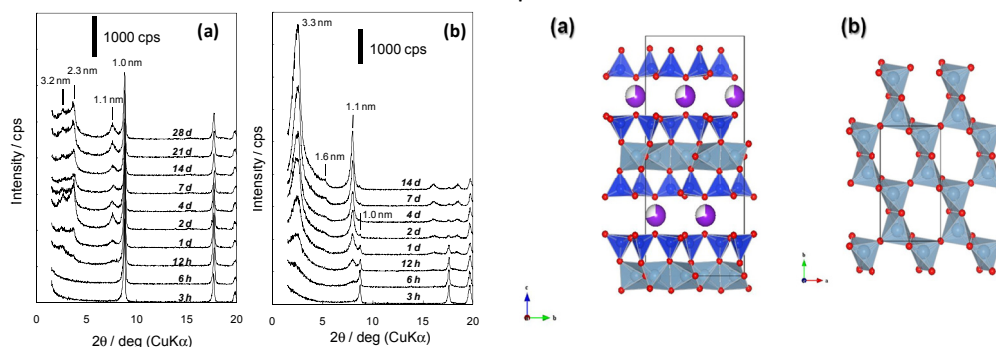 (a)
1000 cps
3.2 nm
2.3 nm
1.1 nm
1.0 nm
28 d
21 d
14 d
7 d
4 d
2 d
1 d
12 h
6 h
3 h
Intensity / cps
0 5 10 15 20
2θ / deg (CuKα)
(b)
1000 cps
3.3 nm
1.6 nm
1.1 nm
1.0 nm
14 d
7 d
4 d
2 d
1 d
12 h
6 h
3 h
Intensity / cps
0 5 10 15 20
2θ / deg (CuKα)
(a)
c
b
(b)
b
a